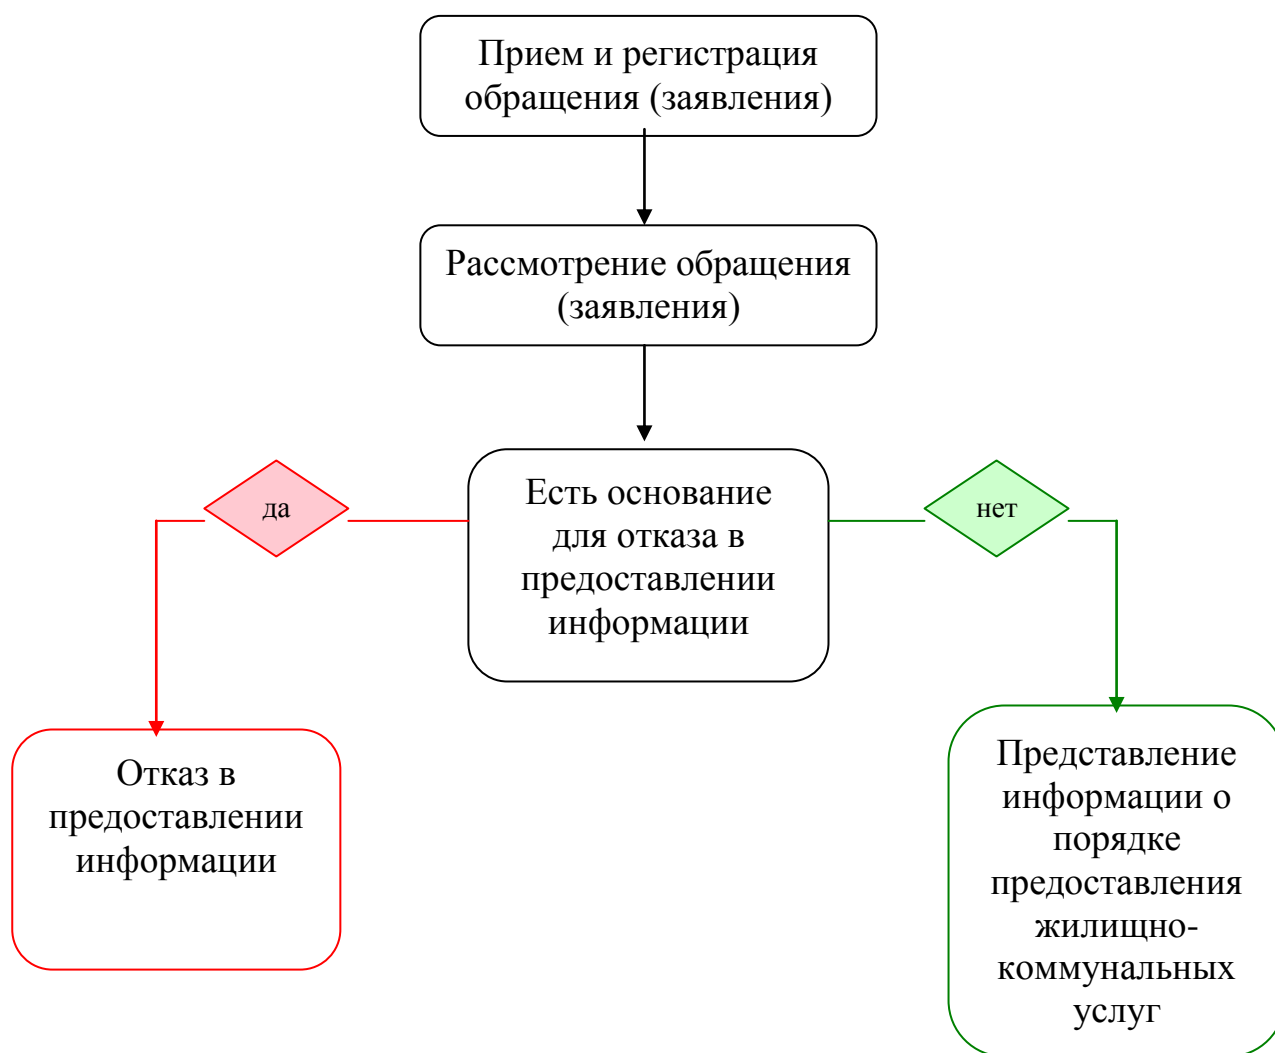 Прием и регистрация
обращения (заявления)
Рассмотрение обращения
(заявления)
Есть основание
для отказа в
предоставлении
информации
да
нет
Отказ в
предоставлении
информации
Представление
информации о
порядке
предоставления
жилищно-
коммунальных
услуг